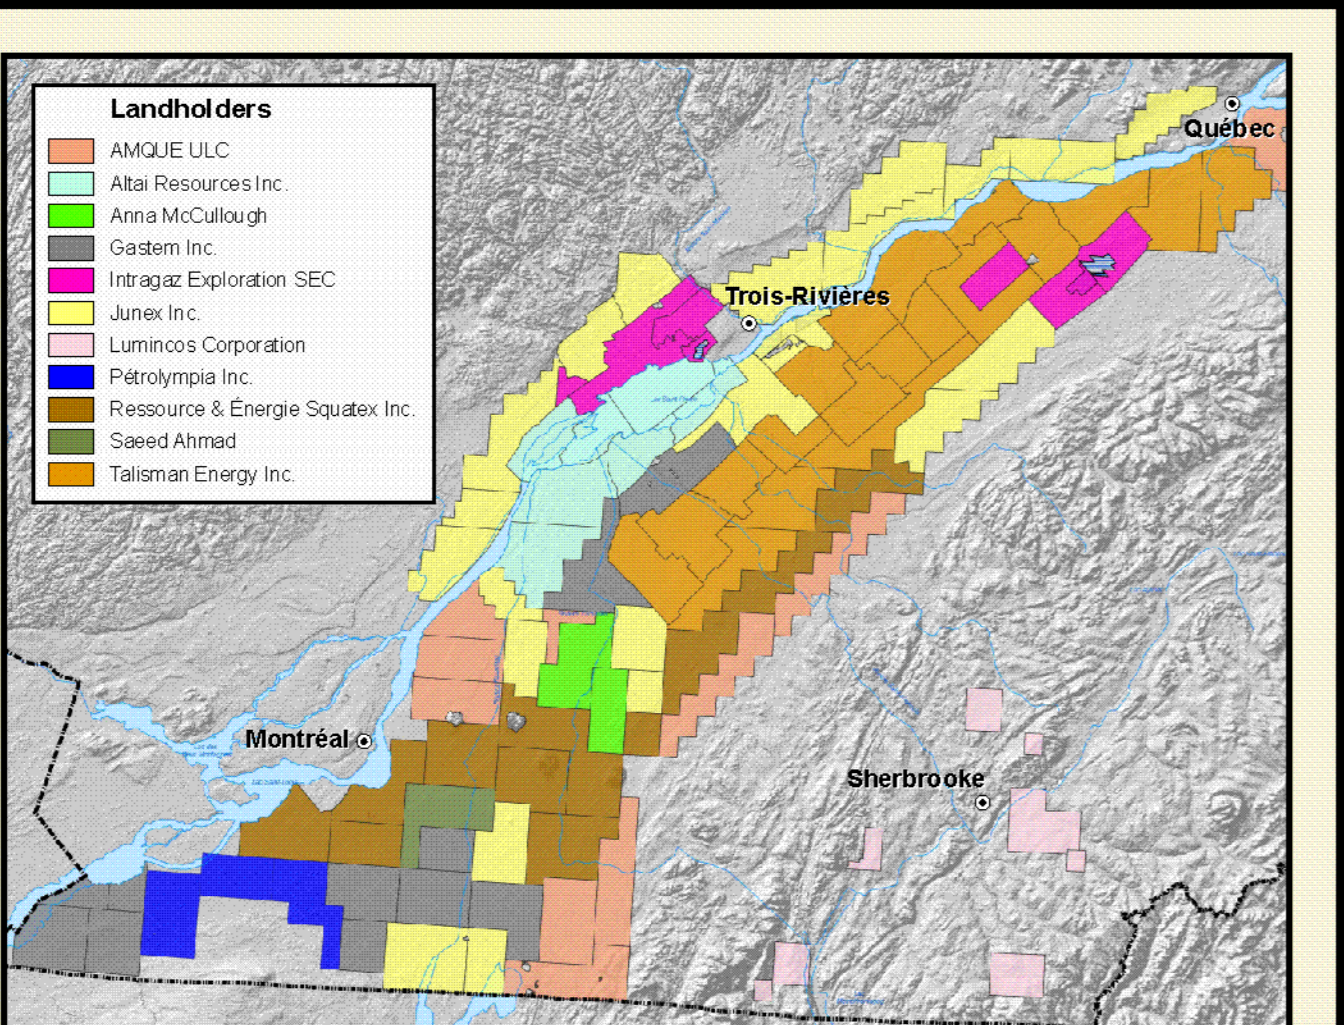 Landholders
AMQUE ULC
Altai Resources Inc.
Anna McCullough
Gastem Inc.
Intragaz Exploration SEC
Junex Inc.
Lumincos Corporation
Pétrolympia Inc.
Ressource & Énergie Squatex Inc.
Saeed Ahmad
Talisman Energy Inc.
Québec
Trois-Rivières
Montréal
Sherbrooke